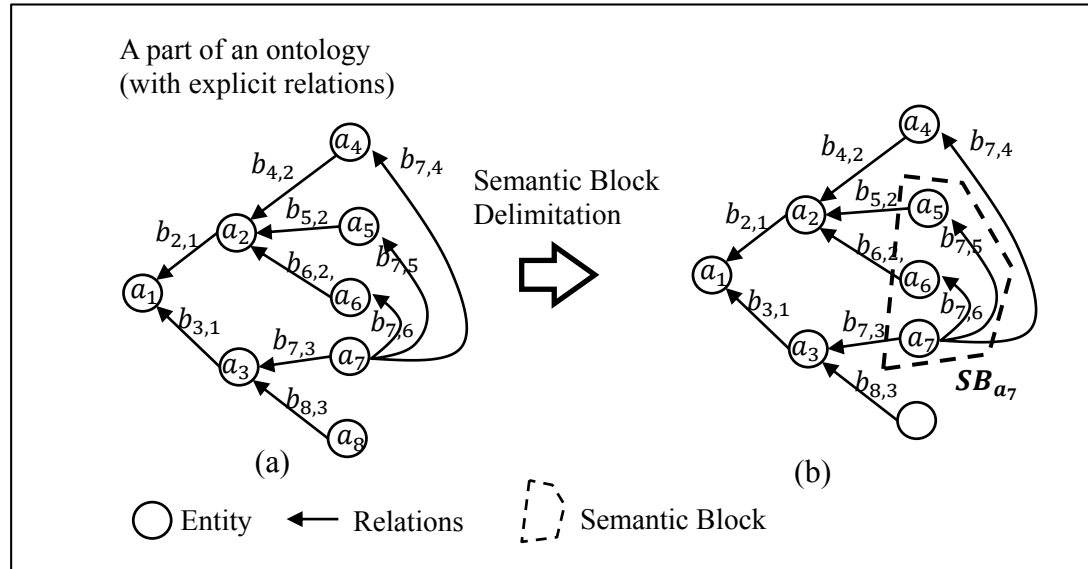 A part of an ontology
(with explicit relations)
a₄
b₄,₂
b₇,₄
a₂
b₅,₂
a₅
b₂,₁
b₇,₅
b₆,₂,
a₁
a₆
b₃,₁
b₇,₆
b₇,₃
a₇
a₃
b₈,₃
a₈
(a)
Semantic Block
Delimitation
a₄
b₄,₂
b₇,₄
a₂
b₅,₂
a₅
b₂,₁
b₇,₅
b₆,₂,
a₁
a₆
b₃,₁
b₇,₆
b₇,₃
a₇
a₃
b₈,₃
SBₐ₇
(b)
Entity
Relations
Semantic Block